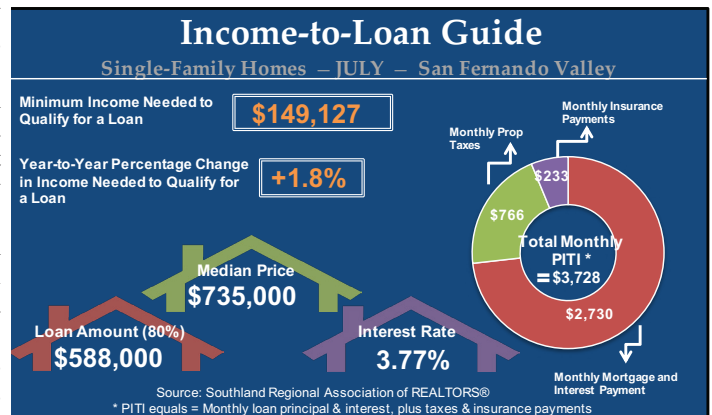 Income-to-Loan Guide
Single-Family Homes – JULY – San Fernando Valley
Minimum Income Needed to
Qualify for a Loan
$149,127
Year-to-Year Percentage Change
in Income Needed to Qualify for
a Loan
+1.8%
Monthly Insurance
Payments
Monthly Prop
Taxes
$233
$766
Total Monthly
PITI *
=$3,728
$2,730
Monthly Mortgage and
Interest Payment
Median Price
$735,000
Loan Amount (80%)
$588,000
Interest Rate
3.77%
Source: Southland Regional Association of REALTORS®
* PITI equals = Monthly loan principal & interest, plus taxes & insurance payments